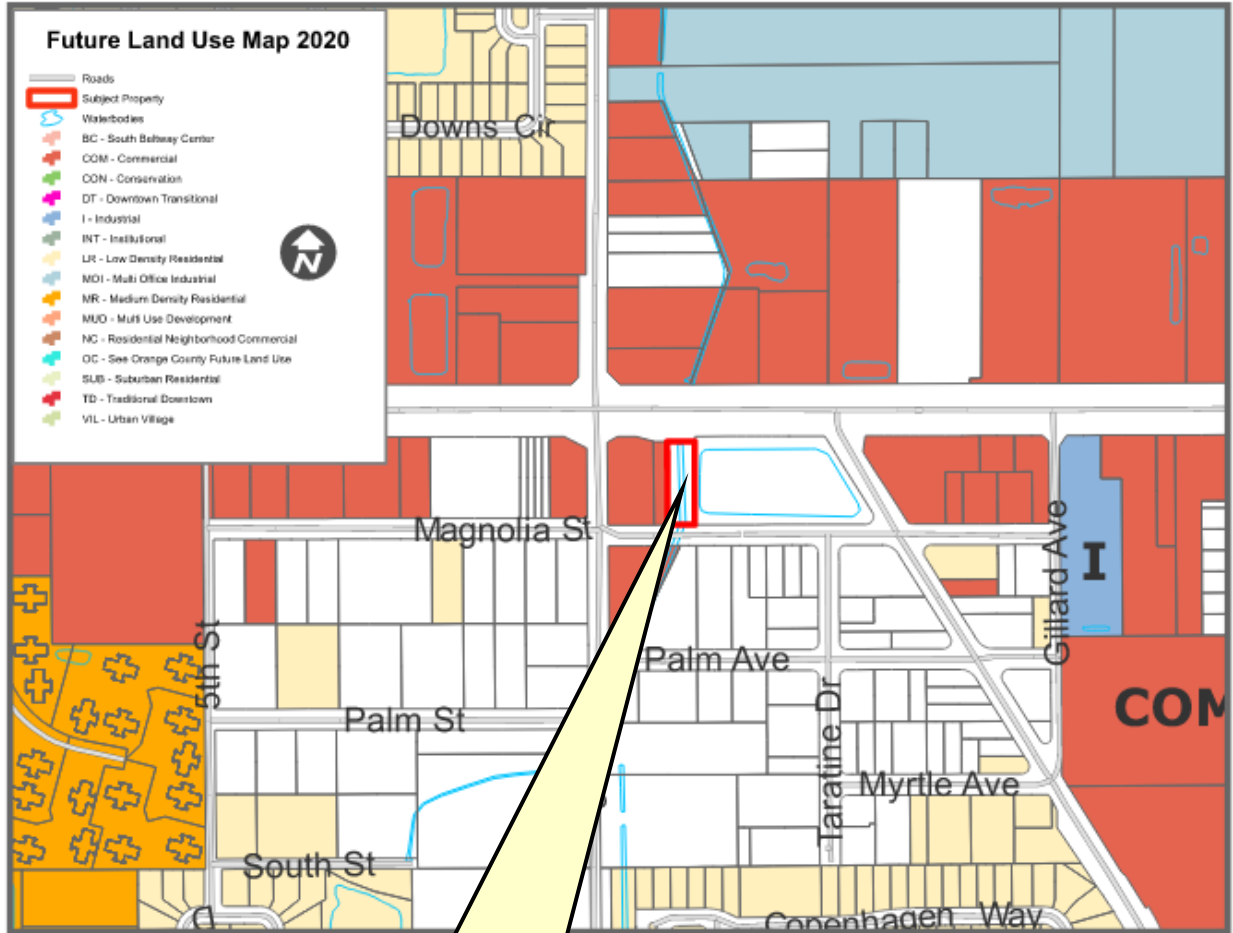 Future Land Use Map 2020
Roads
Subject Property
Waterbodies
BC - South Beltway Center
COM - Commercial
CON - Conservation
DT - Downtown Transitional
I - Industrial
INT - Institutional
LR - Low Density Residential
MOI - Multi Office Industrial
MR - Medium Density Residential
MUD - Multi Use Development
NC - Residential Neighborhood Commercial
OC - See Orange County Future Land Use
SUB - Suburban Residential
TD - Traditional Downtown
VIL - Urban Village
N
Downs Cir
Magnolia St
Gillard Ave
I
5th St
Palm Ave
Palm St
COM
Taratine Dr
Myrtle Ave
South St
Copenhagen Way